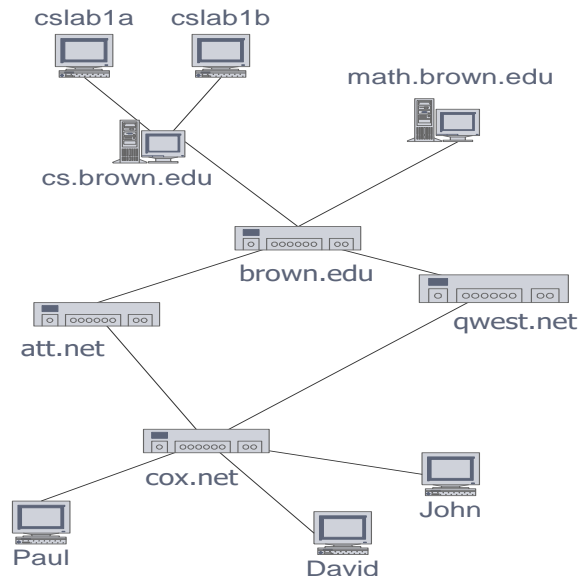 cslab1a
cslab1b
math.brown.edu
cs.brown.edu
brown.edu
qwest.net
att.net
cox.net
John
Paul
David